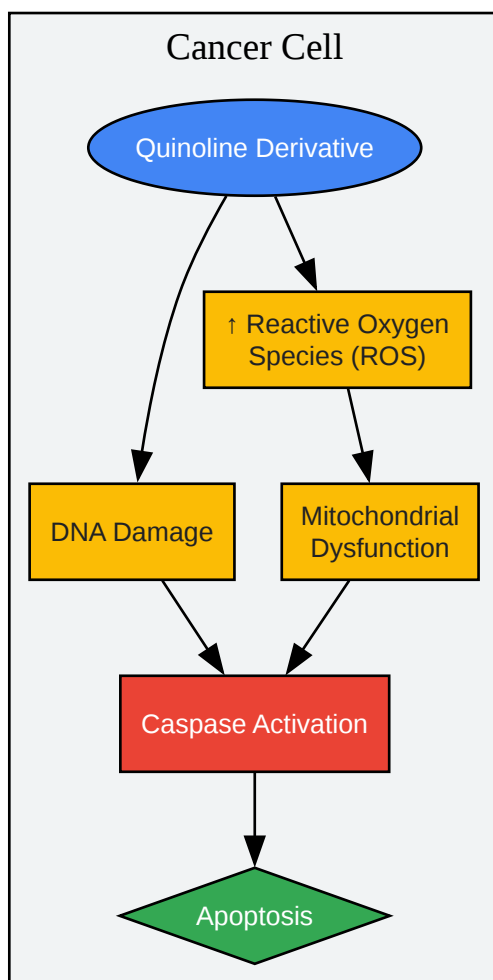 Cancer Cell
Quinoline Derivative
↑ Reactive Oxygen
Species (ROS)
DNA Damage
Mitochondrial
Dysfunction
Caspase Activation
Apoptosis